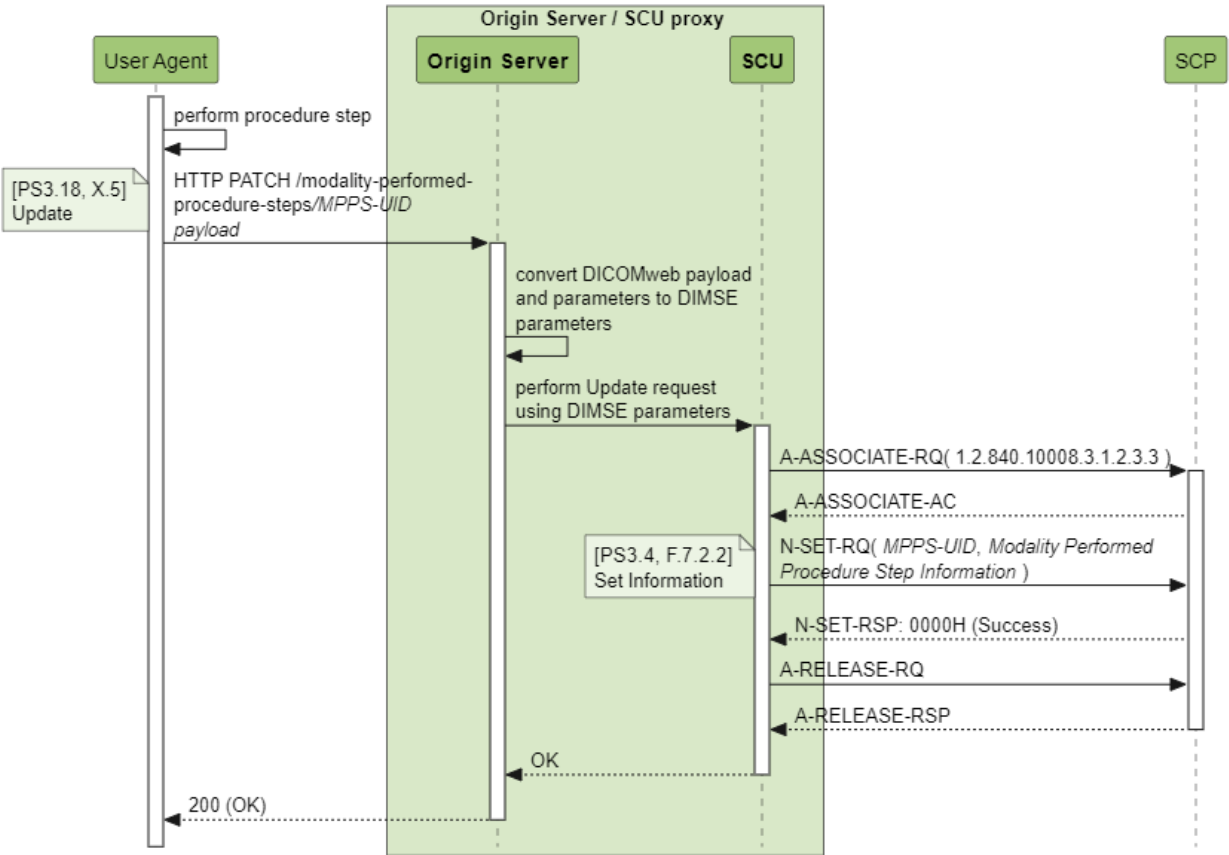 Origin Server / SCU proxy
User Agent
Origin Server
SCU
SCP
perform procedure step
[PS3.18, X.5]
Update
HTTP PATCH /modality-performed-
procedure-steps/MPPS-UID
payload
convert DICOMweb payload
and parameters to DIMSE
parameters
perform Update request
using DIMSE parameters
A-ASSOCIATE-RQ( 1.2.840.10008.3.1.2.3.3 )
A-ASSOCIATE-AC
[PS3.4, F.7.2.2]
Set Information
N-SET-RQ( MPPS-UID, Modality Performed
Procedure Step Information )
N-SET-RSP: 0000H (Success)
A-RELEASE-RQ
A-RELEASE-RSP
OK
200 (OK)